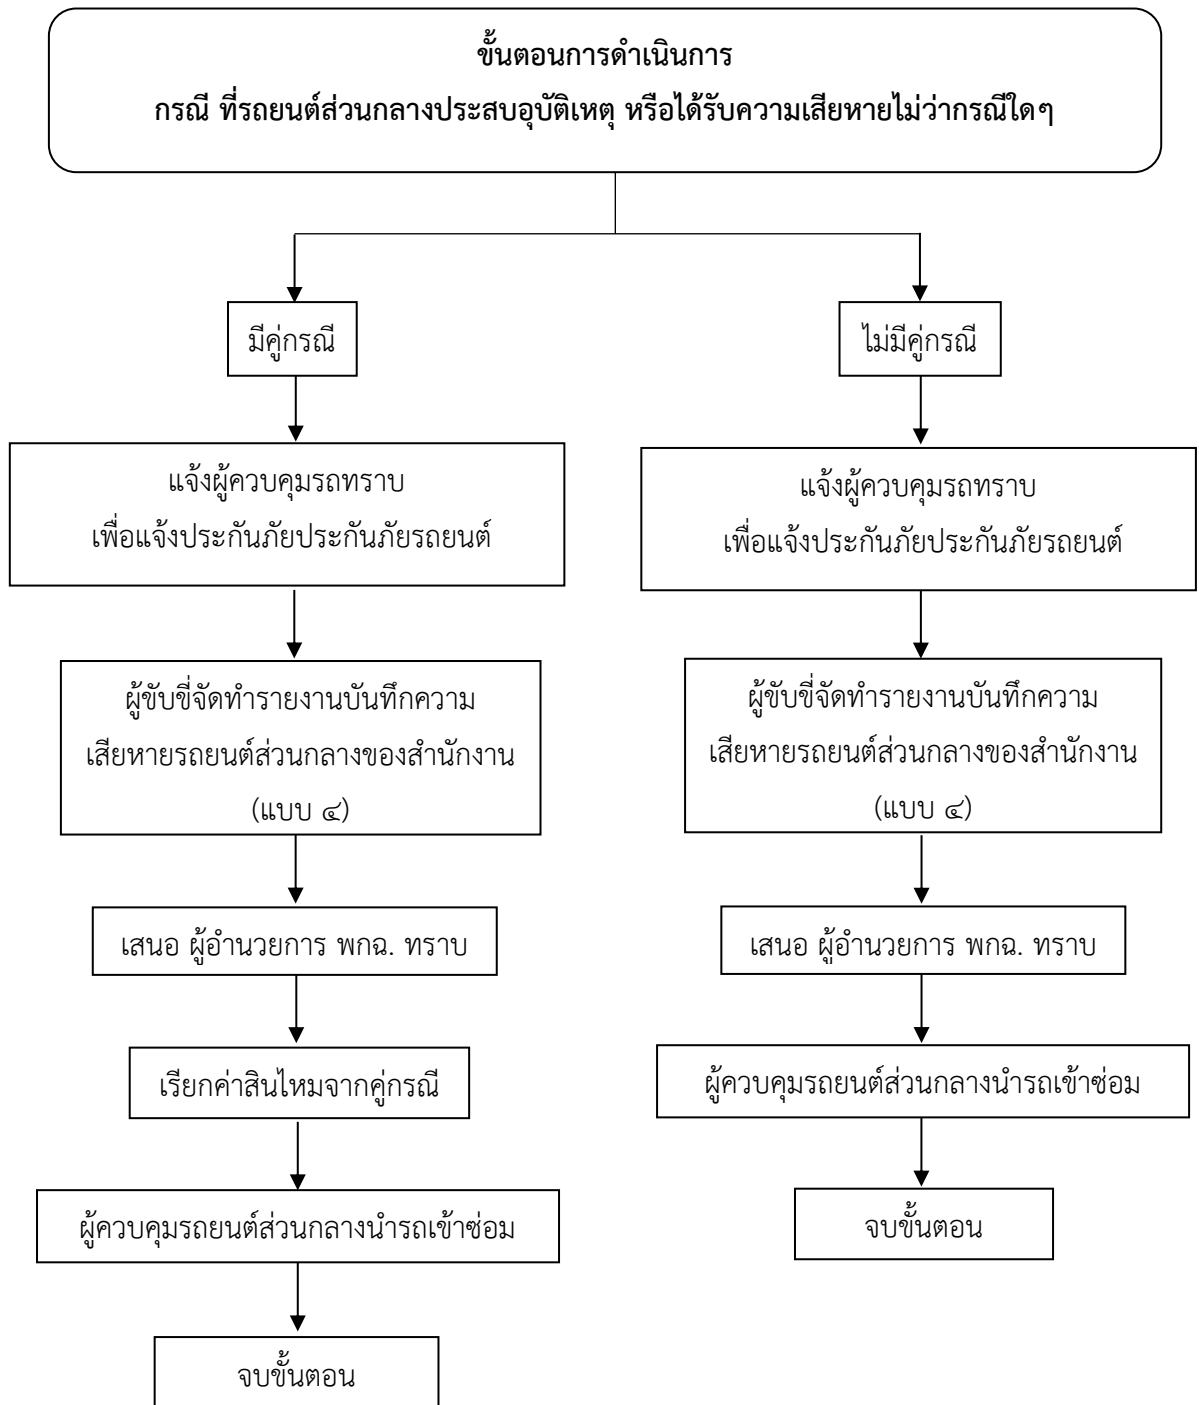 ขั้นตอนการดำเนินการ
กรณี ที่รถยนต์ส่วนกลางประสบอุบัติเหตุ หรือได้รับความเสียหายไม่ว่ากรณีใดๆ
มีคู่กรณี
แจ้งผู้ควบคุมรถทราบ
เพื่อแจ้งประกันภัยประกันภัยรถยนต์
ผู้ขับขี่จัดทำรายงานบันทึกความ
เสียหายรถยนต์ส่วนกลางของสำนักงาน
(แบบ ๔)
เสนอ ผู้อำนวยการ พกฉ. ทราบ
เรียกค่าสินไหมจากคู่กรณี
ผู้ควบคุมรถยนต์ส่วนกลางนำรถเข้าซ่อม
จบขั้นตอน
ไม่มีคู่กรณี
แจ้งผู้ควบคุมรถทราบ
เพื่อแจ้งประกันภัยประกันภัยรถยนต์
ผู้ขับขี่จัดทำรายงานบันทึกความ
เสียหายรถยนต์ส่วนกลางของสำนักงาน
(แบบ ๔)
เสนอ ผู้อำนวยการ พกฉ. ทราบ
ผู้ควบคุมรถยนต์ส่วนกลางนำรถเข้าซ่อม
จบขั้นตอน